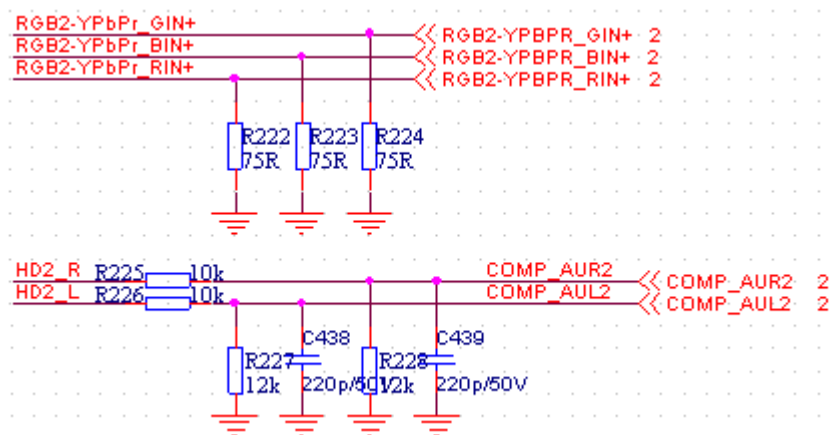 RGB2-YPbPr_GIN+
RGB2-YPBPR_GIN+ 2
RGB2-YPbPr_BIN+
RGB2-YPBPR_BIN+ 2
RGB2-YPbPr_RIN+
RGB2-YPBPR_RIN+ 2
R222 R223 R224
75R 75R 75R
HD2_R R225 10k COMP_AUR2
COMP_AUR2 2
HD2_L R226 10k COMP_AUL2
COMP_AUL2 2
C438 C439
R227 R228
12k 220p/50V 12k 220p/50V